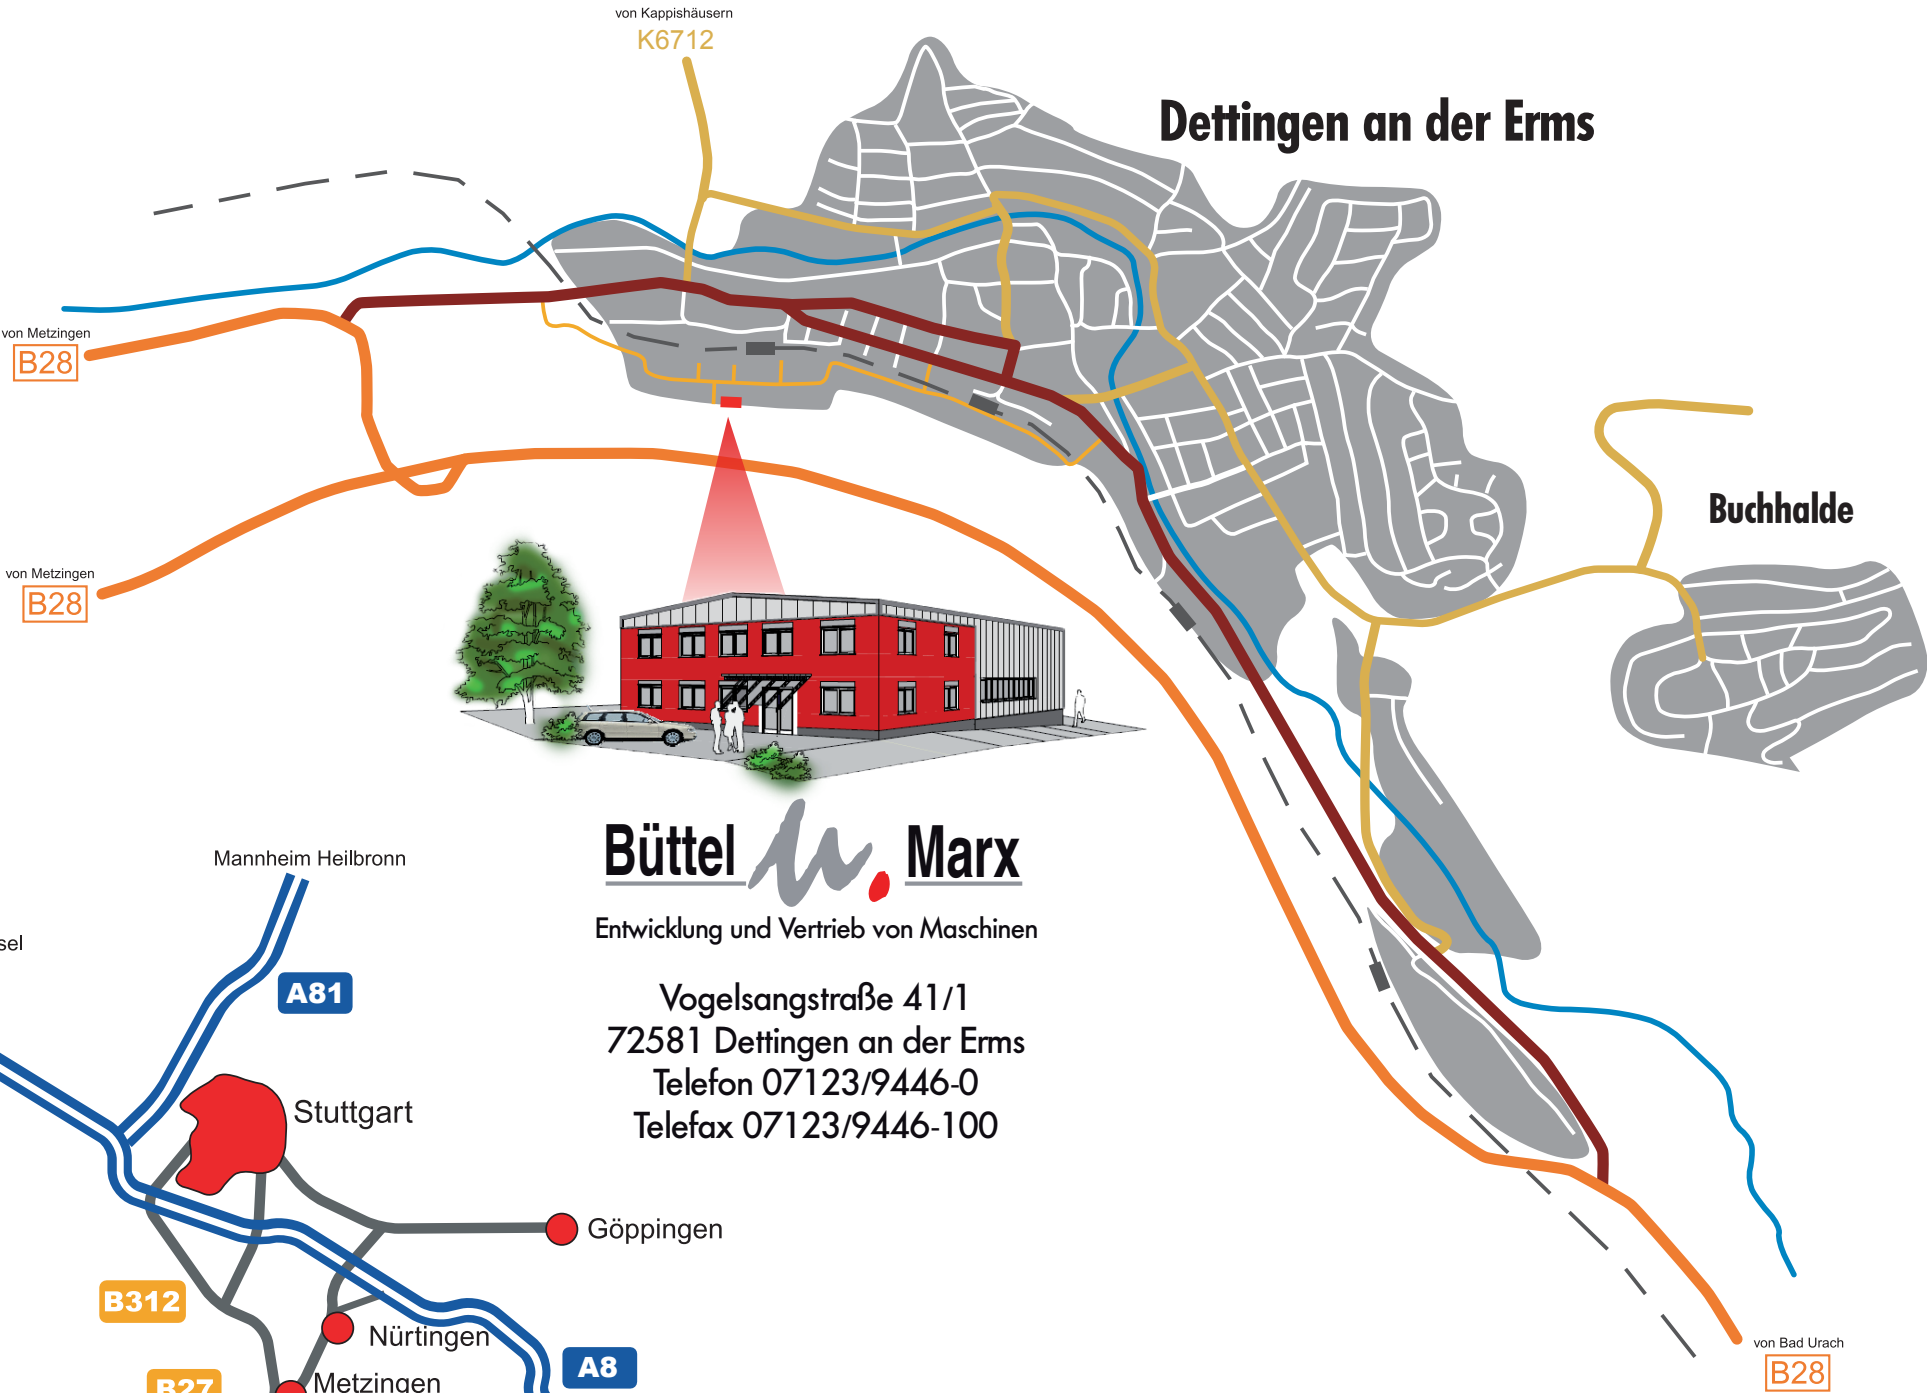 von Kappishäusern
K6712
Dettingen an der Erms
von Metzingen
B28
Buchhalde
von Metzingen
B28
Büttel u. Marx
Entwicklung und Vertrieb von Maschinen
Vogelsangstraße 41/1
72581 Dettingen an der Erms
Telefon 07123/9446-0
Telefax 07123/9446-100
Mannheim Heilbronn
sel
A81
Stuttgart
Göppingen
B312
Nürtingen
A8
B27
Metzingen
von Bad Urach
B28